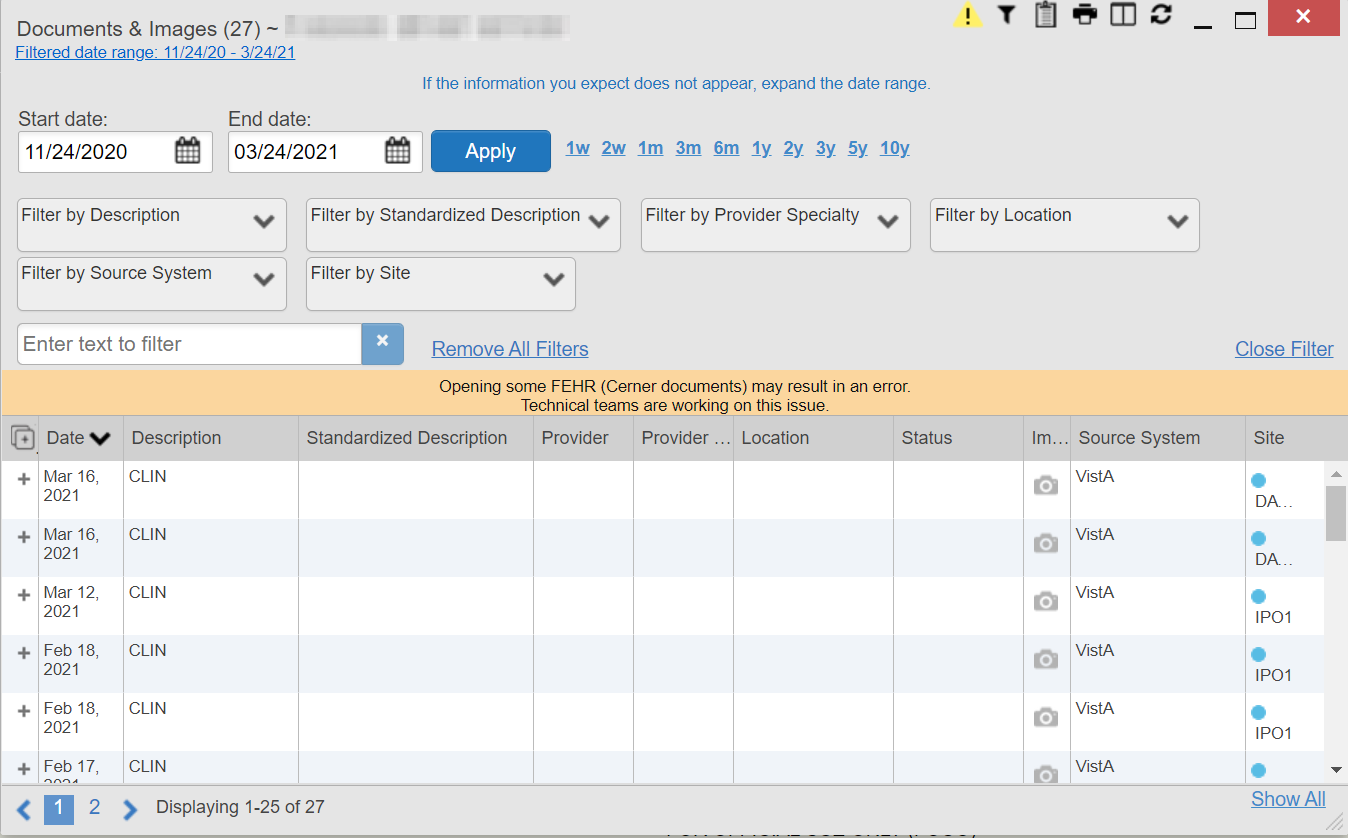 Documents & Images (27) ~
Filtered date range: 11/24/20 - 3/24/21
If the information you expect does not appear, expand the date range.
Start date: End date:
11/24/2020 03/24/2021 Apply 1w 2w 1m 3m 6m 1y 2y 3y 5y 10y
Filter by Description Filter by Standardized Description Filter by Provider Specialty Filter by Location
Filter by Source System Filter by Site
Enter text to filter Remove All Filters Close Filter
Opening some FEHR (Cerner documents) may result in an error.
Technical teams are working on this issue.
Date Description Standardized Description Provider Provider ... Location Status Im... Source System Site
Mar 16, CLIN VistA
2021 DA...
Mar 16, CLIN VistA
2021 DA...
Mar 12, CLIN VistA
2021 IPO1
Feb 18, CLIN VistA
2021 IPO1
Feb 18, CLIN VistA
2021 IPO1
Feb 17, CLIN VistA
2021
1 2 Displaying 1-25 of 27 Show All